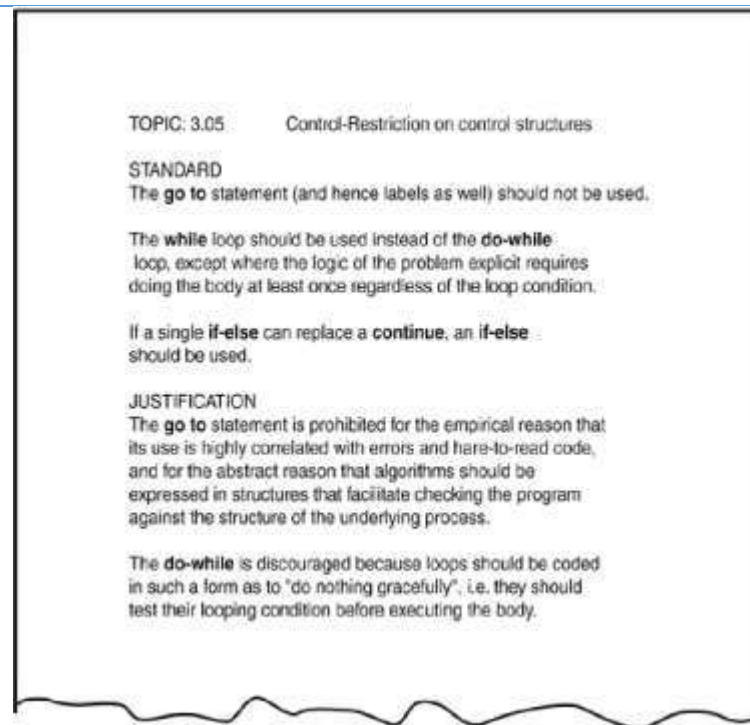 TOPIC: 3.05 Control-Restriction on control structures
STANDARD
The go to statement (and hence labels as well) should not be used.
The while loop should be used instead of the do-while
loop, except where the logic of the problem explicit requires
doing the body at least once regardless of the loop condition.
If a single if-else can replace a continue, an if-else
should be used.
JUSTIFICATION
The go to statement is prohibited for the empirical reason that
its use is highly correlated with errors and hare-to-read code,
and for the abstract reason that algorithms should be
expressed in structures that facilitate checking the program
against the structure of the underlying process.
The do-while is discouraged because loops should be coded
in such a form as to "do nothing gracefully", i.e. they should
test their looping condition before executing the body.